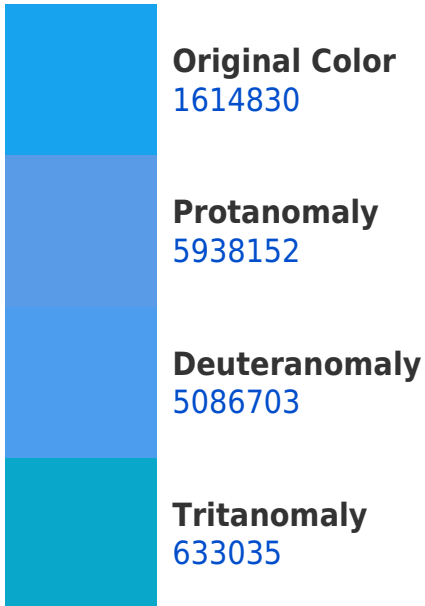 Original Color
1614830
Protanomaly
5938152
Deuteranomaly
5086703
Tritanomaly
633035